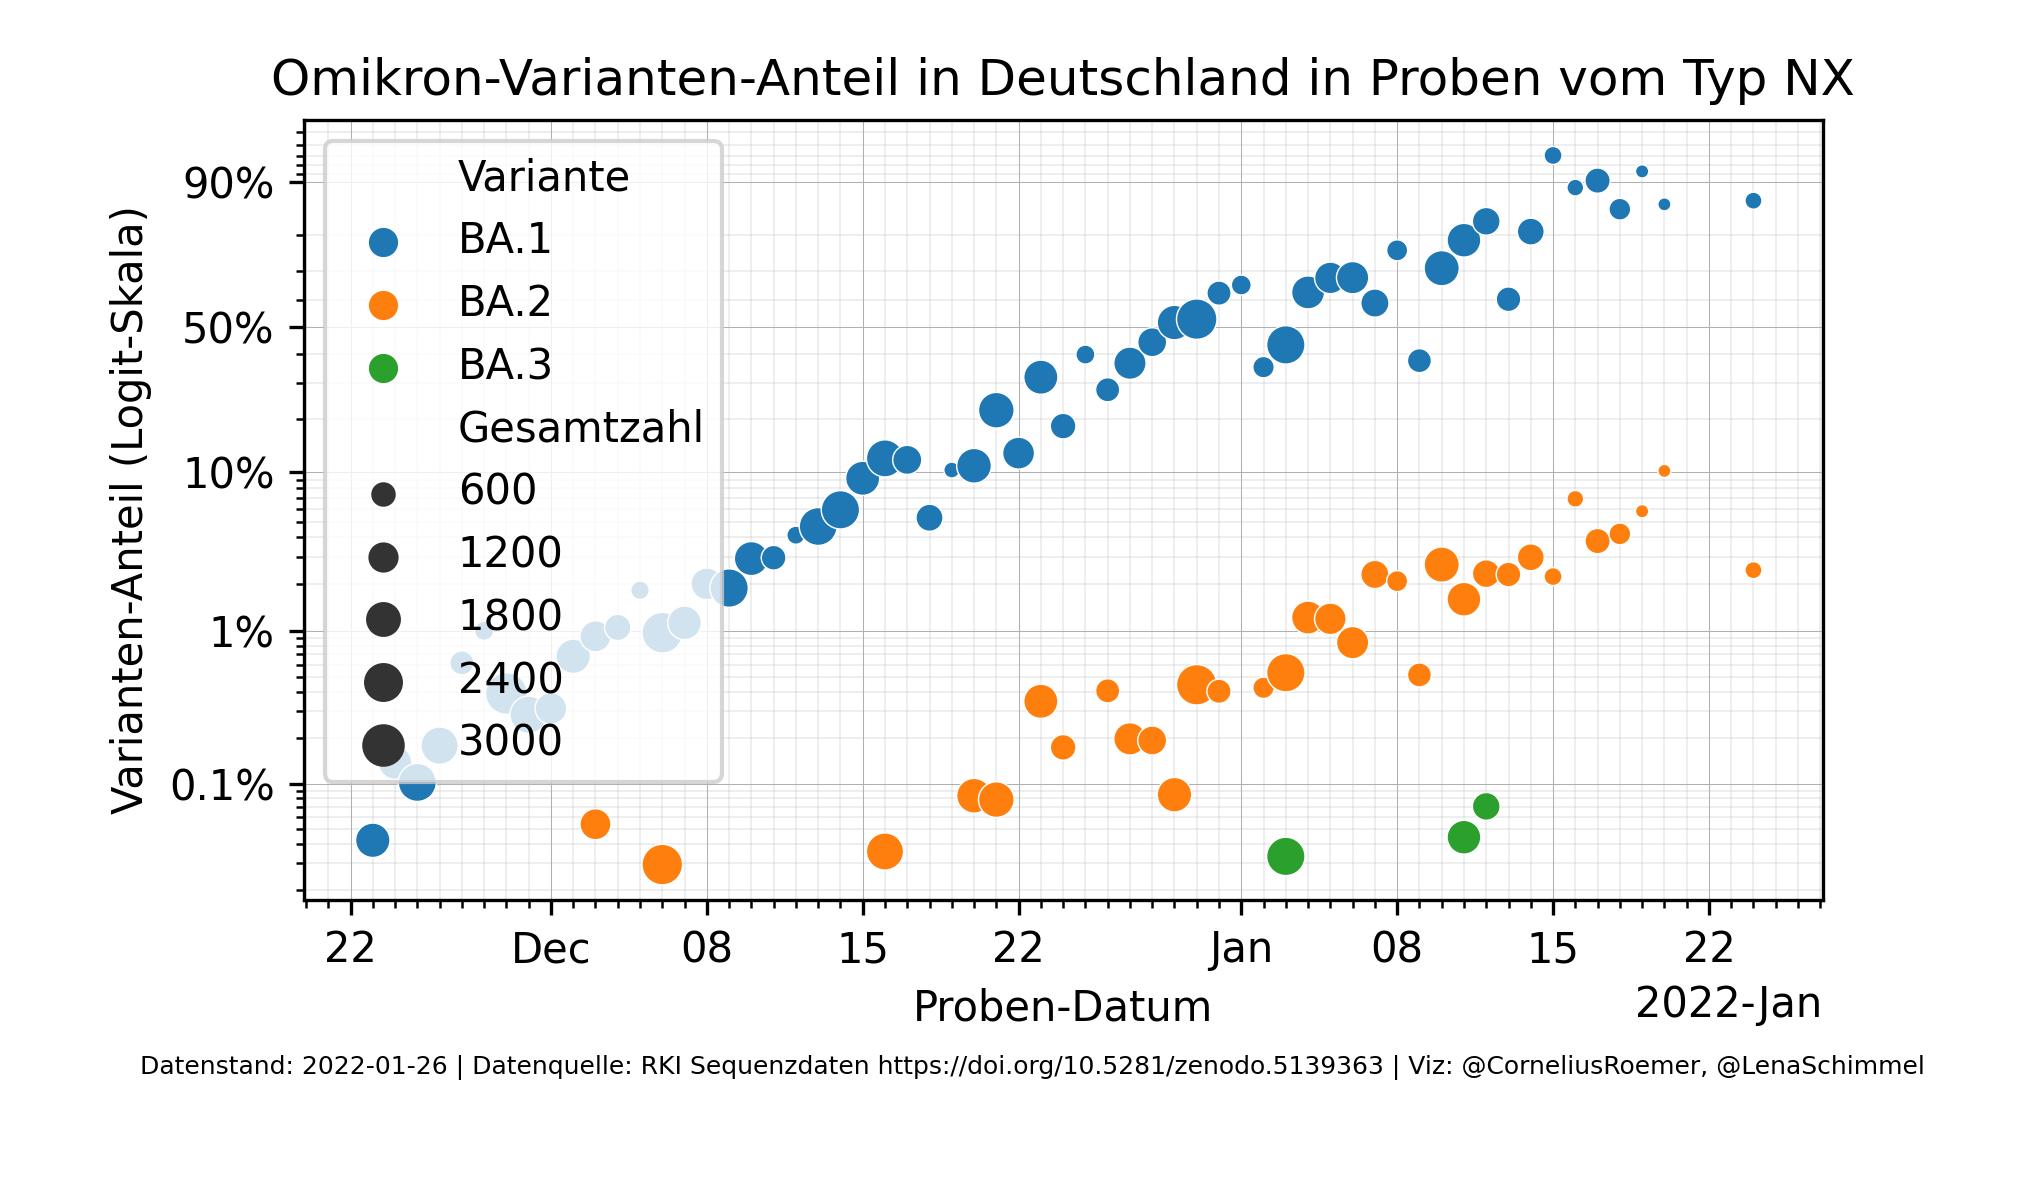 Omikron-Varianten-Anteil in Deutschland in Proben vom Typ NX
Varianten-Anteil (Logit-Skala)
90%
50%
10%
1%
0.1%
Variante
BA.1
BA.2
BA.3
Gesamtzahl
600
1200
1800
2400
3000
22 Dec 08 15 22 Jan 08 15 22
Proben-Datum
2022-Jan
Datenstand: 2022-01-26 | Datenquelle: RKI Sequenzdaten https://doi.org/10.5281/zenodo.5139363 | Viz: @CorneliusRoemer, @LenaSchimmel